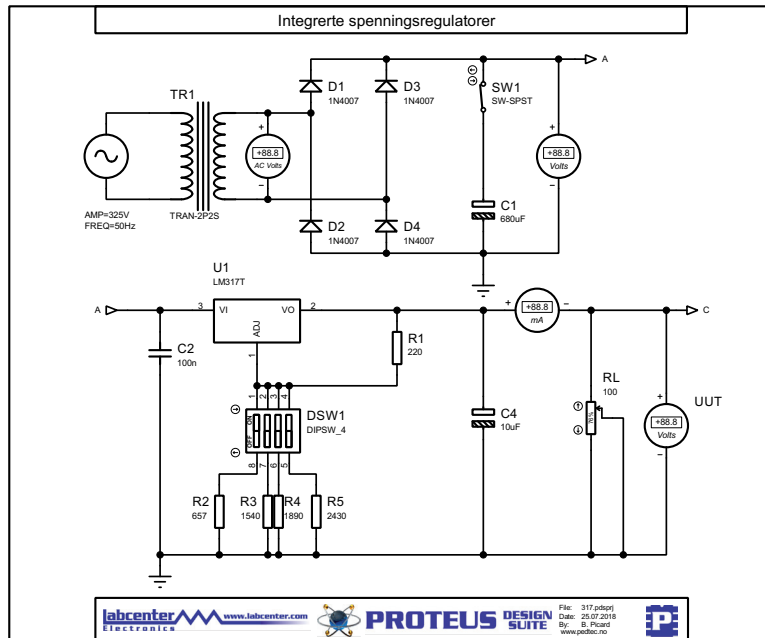 Integrerte spenningsregulatorer
A
D1
1N4007
D3
1N4007
SW1
SW-SPST
TR1
+
+88.8
AC Volts
−
+
+88.8
Volts
−
AMP=325V
FREQ=50Hz
TRAN-2P2S
D2
1N4007
D4
1N4007
C1
680uF
U1
LM317T
A
3
VI
VO
2
ADJ
1
+
+88.8
mA
−
C
C2
100n
R1
220
RL
100
UUT
1
2
3
4
ON
OFF
DSW1
DIPSW_4
8
7
6
5
C4
10uF
+
+88.8
Volts
−
R2
657
R3
1540
R4
1890
R5
2430
labcenter
Electronics
www.labcenter.com
PROTEUS DESIGN SUITE
File: 317.pdsprj
Date: 25.07.2018
By: B. Picard
www.pedtec.no
P